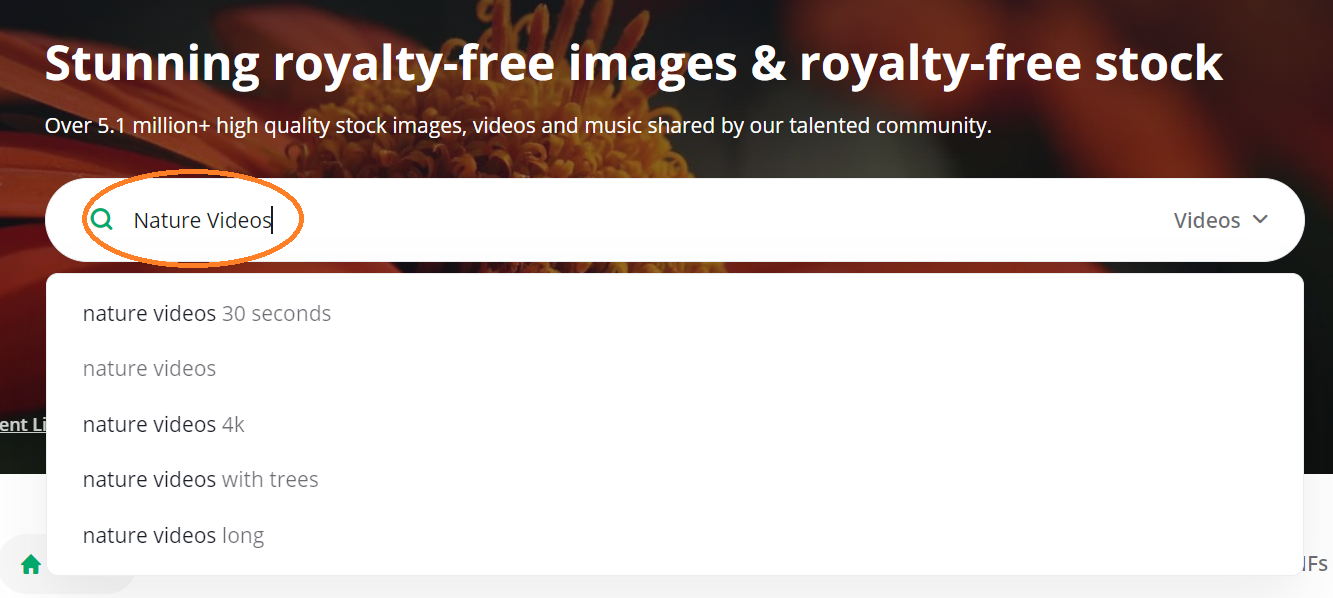 Stunning royalty-free images & royalty-free stock
Over 5.1 million+ high quality stock images, videos and music shared by our talented community.
Nature Videos Videos
nature videos 30 seconds
nature videos
nature videos 4k
ent Li
nature videos with trees
nature videos long
IFs